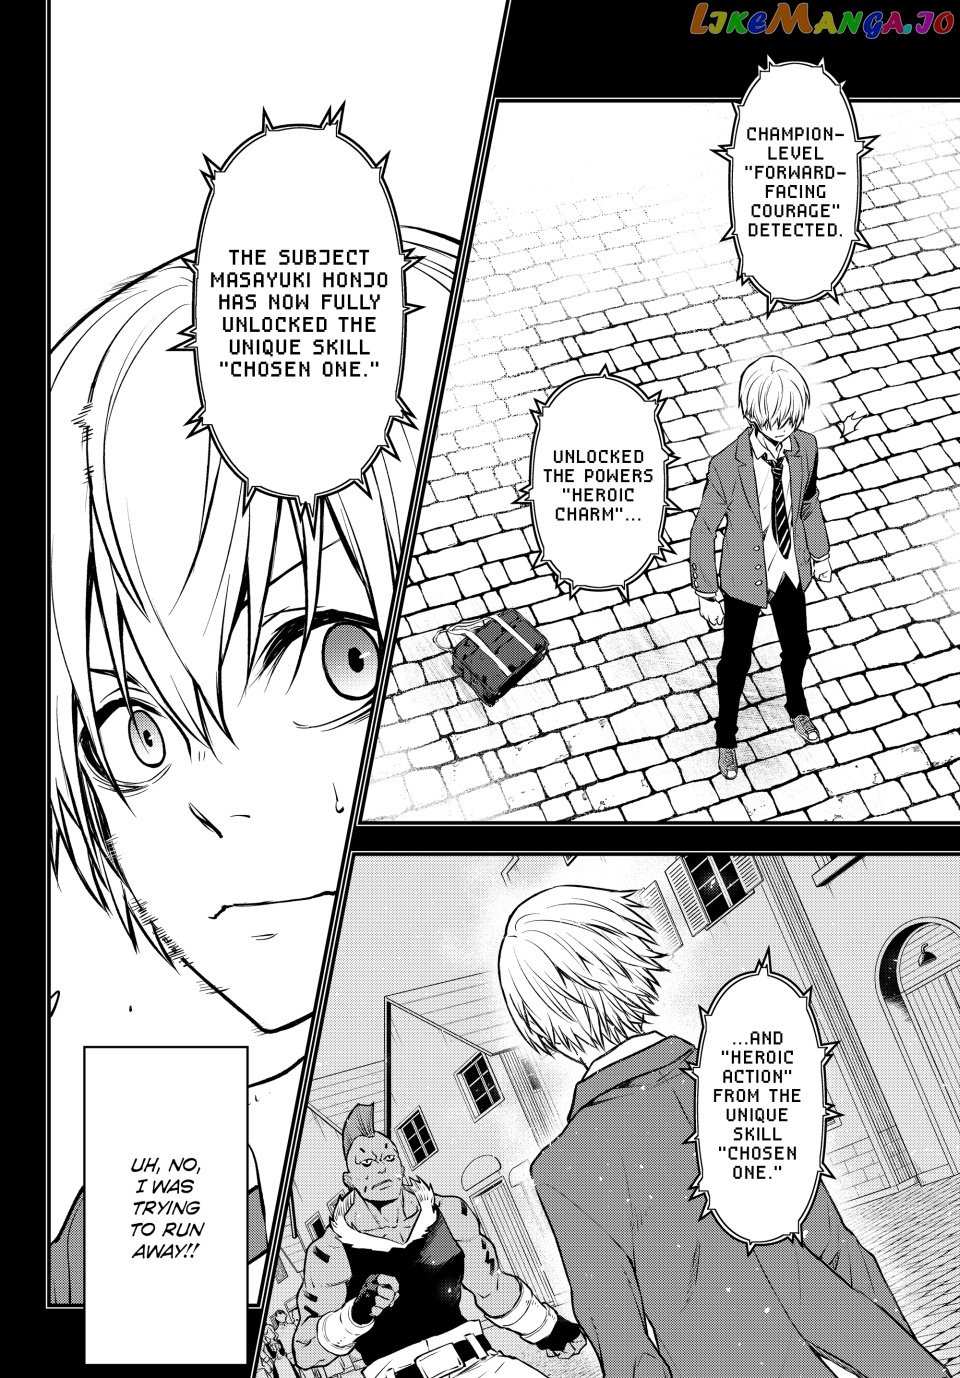 LIKEMANGA.IO
CHAMPION-
LEVEL
"FORWARD-
FACING
COURAGE"
DETECTED.
UNLOCKED
THE POWERS
"HEROIC
CHARM"...
...AND
"HEROIC
ACTION"
FROM THE
UNIQUE
SKILL
"CHOSEN
ONE."
THE SUBJECT
MASAYUKI HONJO
HAS NOW FULLY
UNLOCKED THE
UNIQUE SKILL
"CHOSEN ONE."
UH, NO,
I WAS
TRYING
TO RUN
AWAY!!